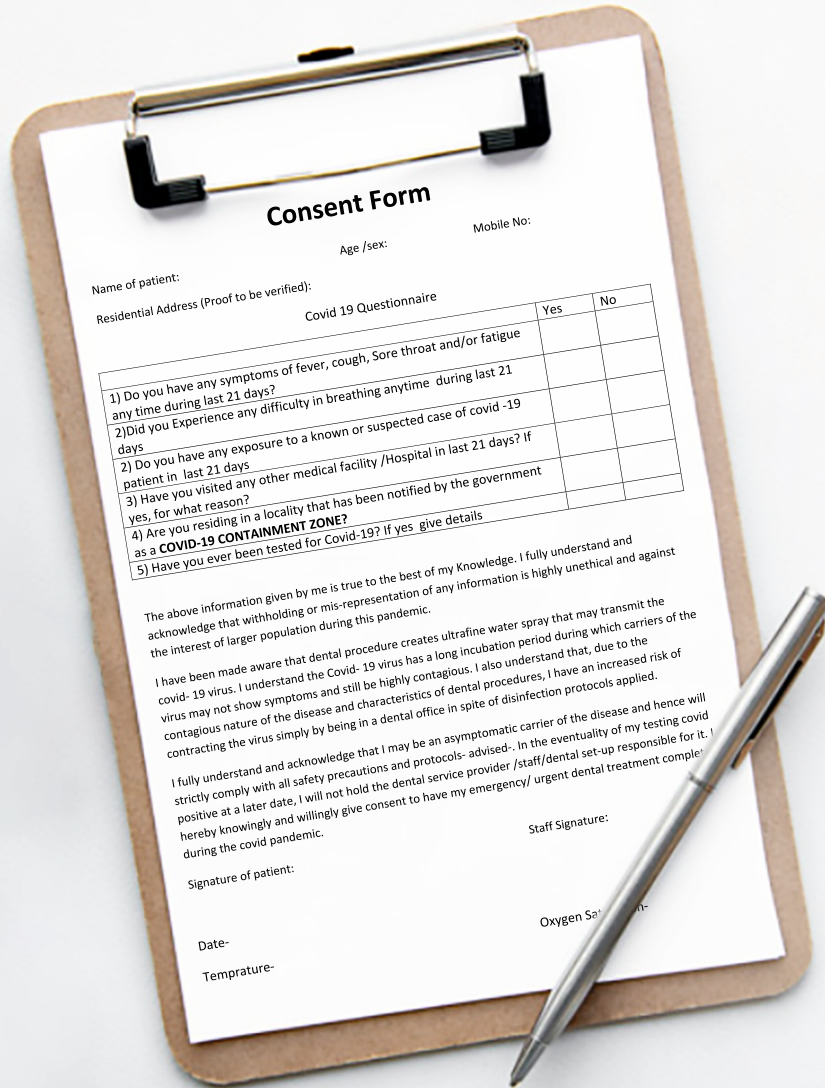 Consent Form
Name of patient: Age /sex: Mobile No:
Residential Address (Proof to be verified):
Covid 19 Questionnaire
Yes No
1) Do you have any symptoms of fever, cough, Sore throat and/or fatigue
any time during last 21 days?
2)Did you Experience any difficulty in breathing anytime during last 21
days
2) Do you have any exposure to a known or suspected case of covid -19
patient in last 21 days
3) Have you visited any other medical facility /Hospital in last 21 days? If
yes, for what reason?
4) Are you residing in a locality that has been notified by the government
as a COVID-19 CONTAINMENT ZONE?
5) Have you ever been tested for Covid-19? If yes give details
The above information given by me is true to the best of my Knowledge. I fully understand and
acknowledge that withholding or mis-representation of any information is highly unethical and against
the interest of larger population during this pandemic.
I have been made aware that dental procedure creates ultrafine water spray that may transmit the
covid- 19 virus. I understand the Covid- 19 virus has a long incubation period during which carriers of the
virus may not show symptoms and still be highly contagious. I also understand that, due to the
contagious nature of the disease and characteristics of dental procedures, I have an increased risk of
contracting the virus simply by being in a dental office in spite of disinfection protocols applied.
I fully understand and acknowledge that I may be an asymptomatic carrier of the disease and hence will
strictly comply with all safety precautions and protocols- advised-. In the eventuality of my testing covid
positive at a later date, I will not hold the dental service provider /staff/dental set-up responsible for it. I
hereby knowingly and willingly give consent to have my emergency/ urgent dental treatment
during the covid pandemic.
Signature of patient: Staff Signature:
Date- Oxygen
Temprature-